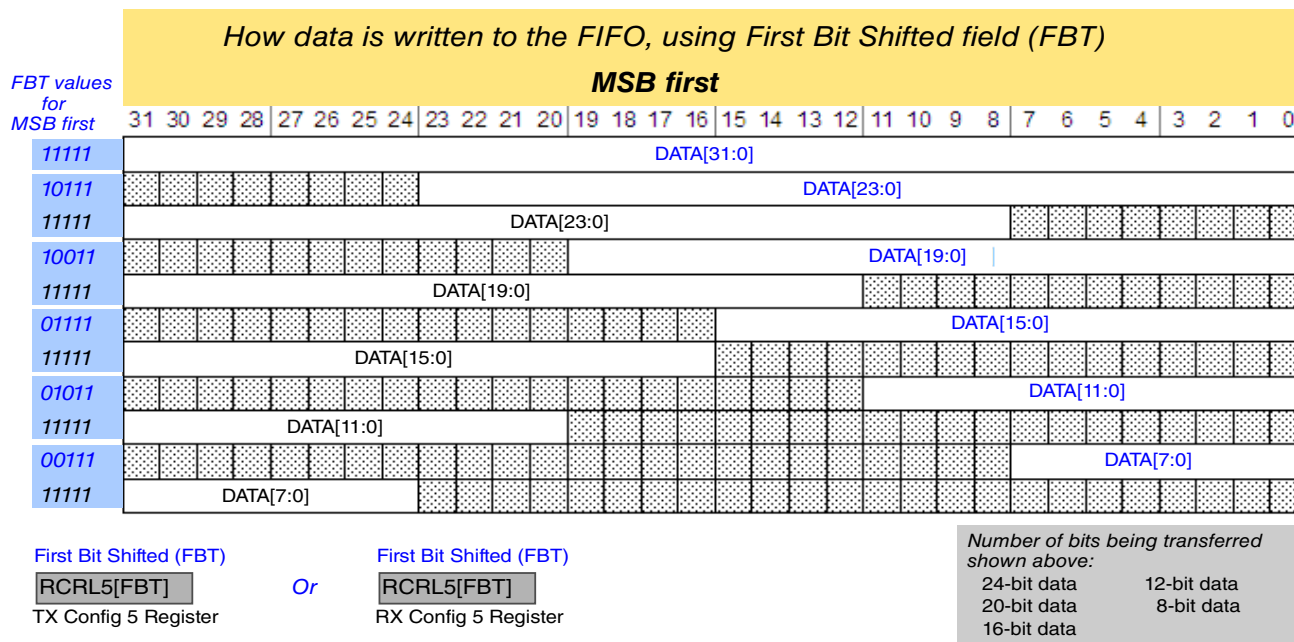 How data is written to the FIFO, using First Bit Shifted field (FBT)
MSB first
FBT values
for
MSB first
31 30 29 28 27 26 25 24 23 22 21 20 19 18 17 16 15 14 13 12 11 10 9 8 7 6 5 4 3 2 1 0
11111 DATA[31:0]
10111 DATA[23:0]
11111 DATA[23:0]
10011 DATA[19:0]
11111 DATA[19:0]
01111 DATA[15:0]
11111 DATA[15:0]
01011 DATA[11:0]
11111 DATA[11:0]
00111 DATA[7:0]
11111 DATA[7:0]
First Bit Shifted (FBT)
RCRL5[FBT]
TX Config 5 Register
Or
First Bit Shifted (FBT)
RCRL5[FBT]
RX Config 5 Register
Number of bits being transferred
shown above:
24-bit data 12-bit data
20-bit data 8-bit data
16-bit data